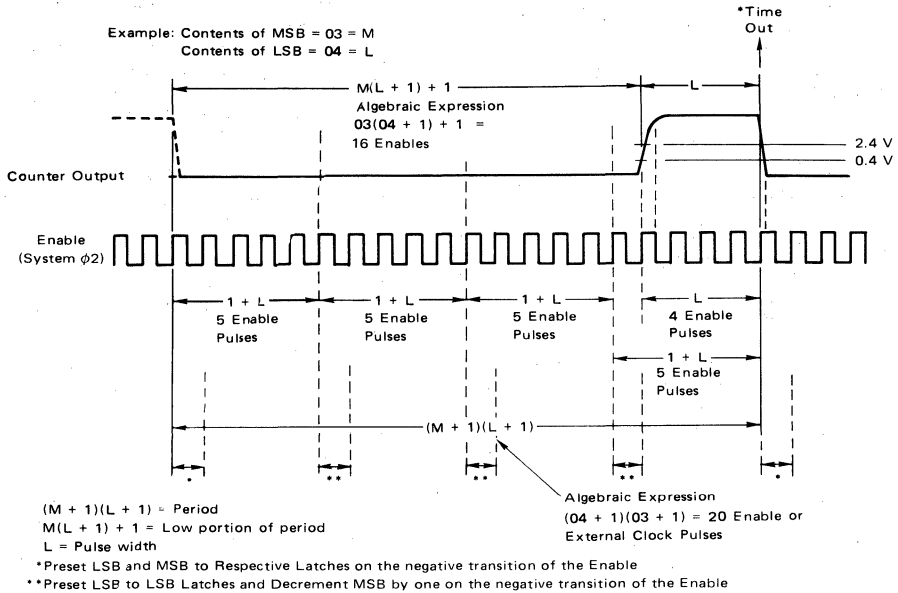 *Time
Out
Example: Contents of MSB = 03 = M
Contents of LSB = 04 = L
M(L + 1) + 1
L
Algebraic Expression
03(04 + 1) + 1 =
16 Enables
2.4 V
0.4 V
Counter Output
Enable
(System ϕ2)
1 + L
5 Enable
Pulses
1 + L
5 Enable
Pulses
1 + L
5 Enable
Pulses
L
4 Enable
Pulses
1 + L
5 Enable
Pulses
(M + 1)(L + 1)
*
**
**
**
*
Algebraic Expression
(04 + 1)(03 + 1) = 20 Enable or
External Clock Pulses
(M + 1)(L + 1) = Period
M(L + 1) + 1 = Low portion of period
L = Pulse width
*Preset LSB and MSB to Respective Latches on the negative transition of the Enable
**Preset LSB to LSB Latches and Decrement MSB by one on the negative transition of the Enable